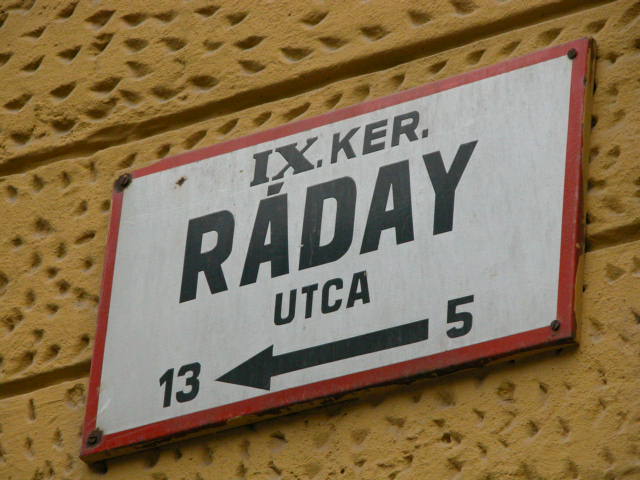 IX. KER.
RÁDAY
UTCA
13 5